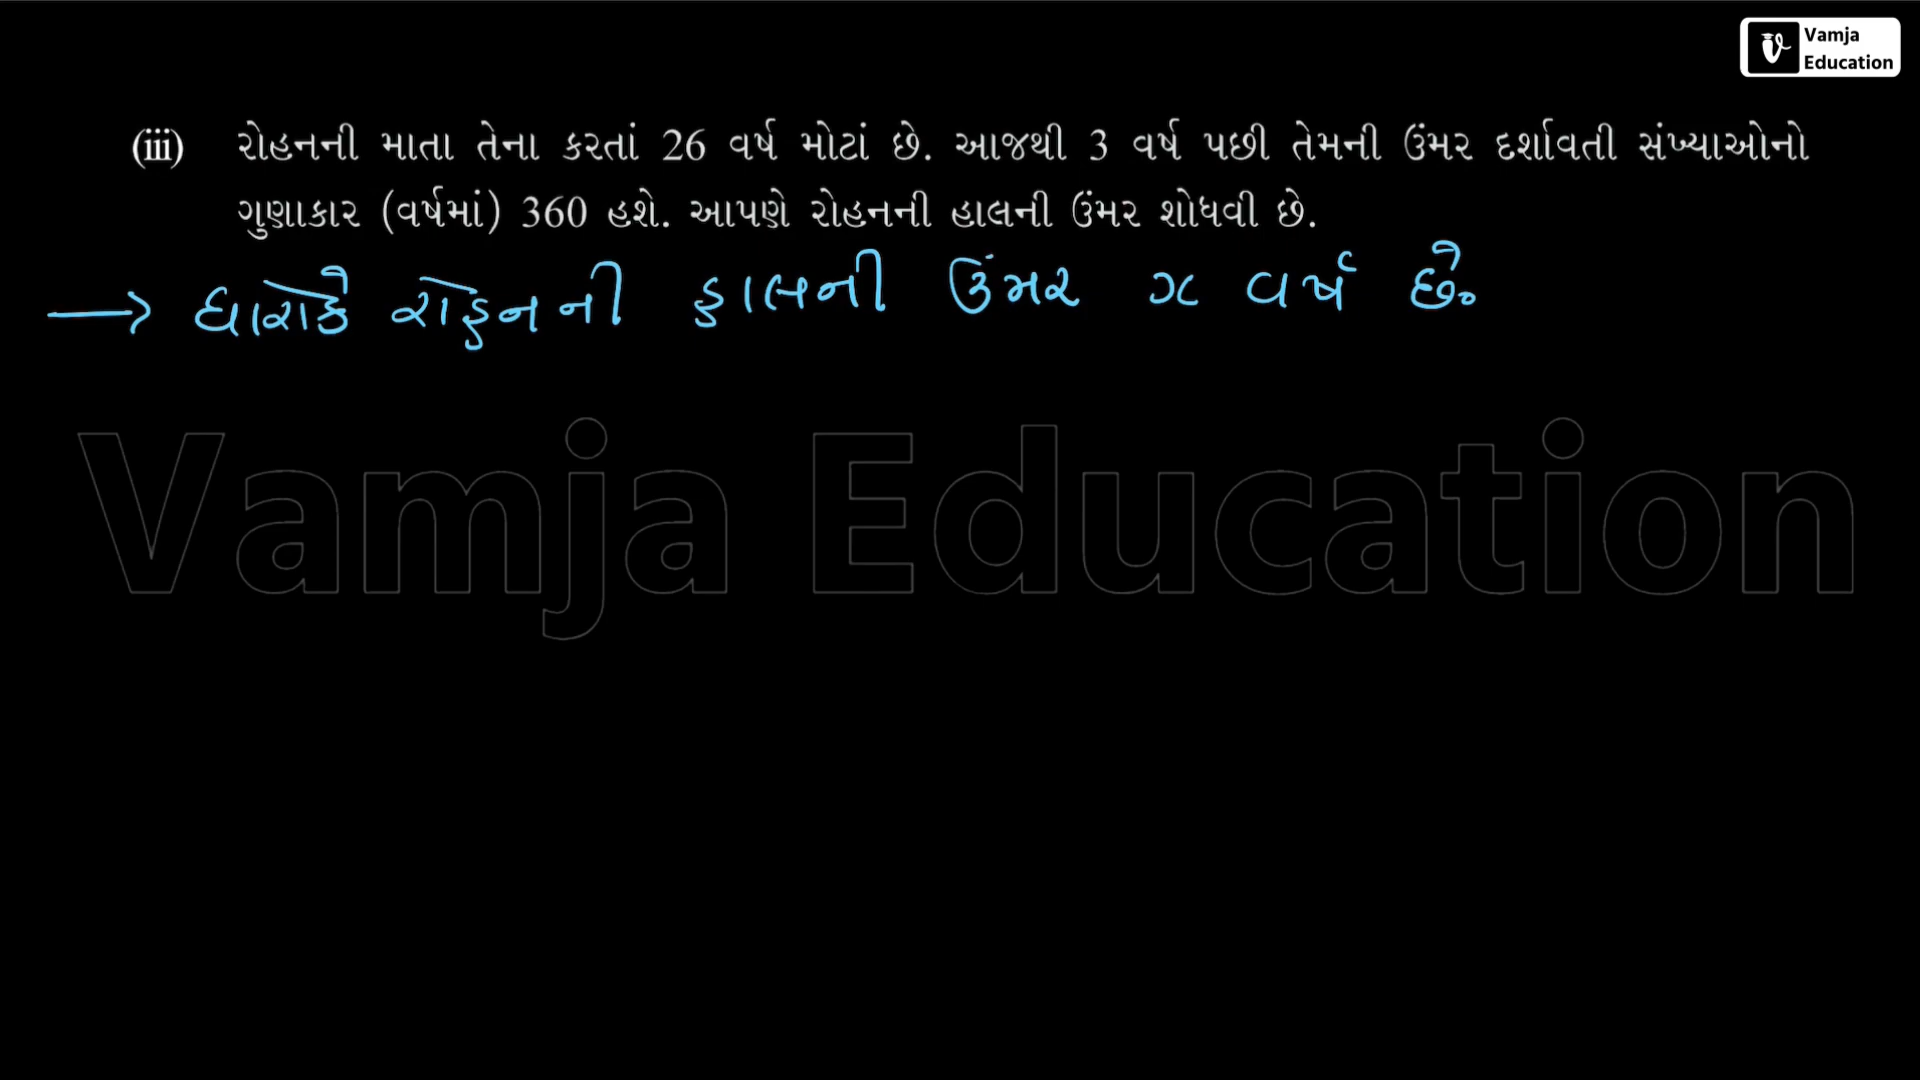 Vamja
Education
(iii) રોહનની માતા તેના કરતાં 26 વર્ષ મોટાં છે. આજથી 3 વર્ષ પછી તેમની ઉંમર દર્શાવતી સંખ્યાઓનો
ગુણાકાર (વર્ષમાં) 360 હશે. આપણે રોહનની હાલની ઉંમર શોધવી છે.
→ ધારોકે રોહનની હાલની ઉંમર x વર્ષ છે.
Vamja Education